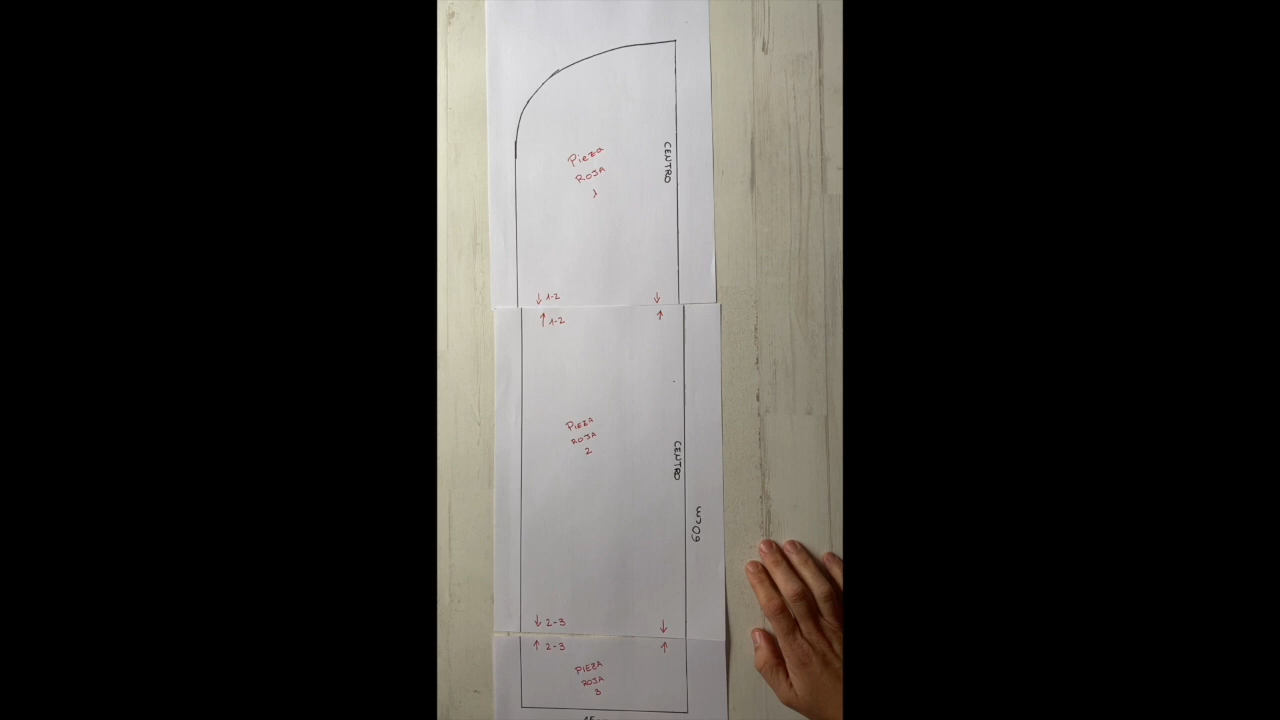 Pieza
ROJA
1
CENTRO
↓ 1-2 ↓
↑ 1-2 ↑
PIEZA
ROJA
2
CENTRO
60cm
↓ 2-3 ↓
↑ 2-3 ↑
PIEZA
ROJA
3